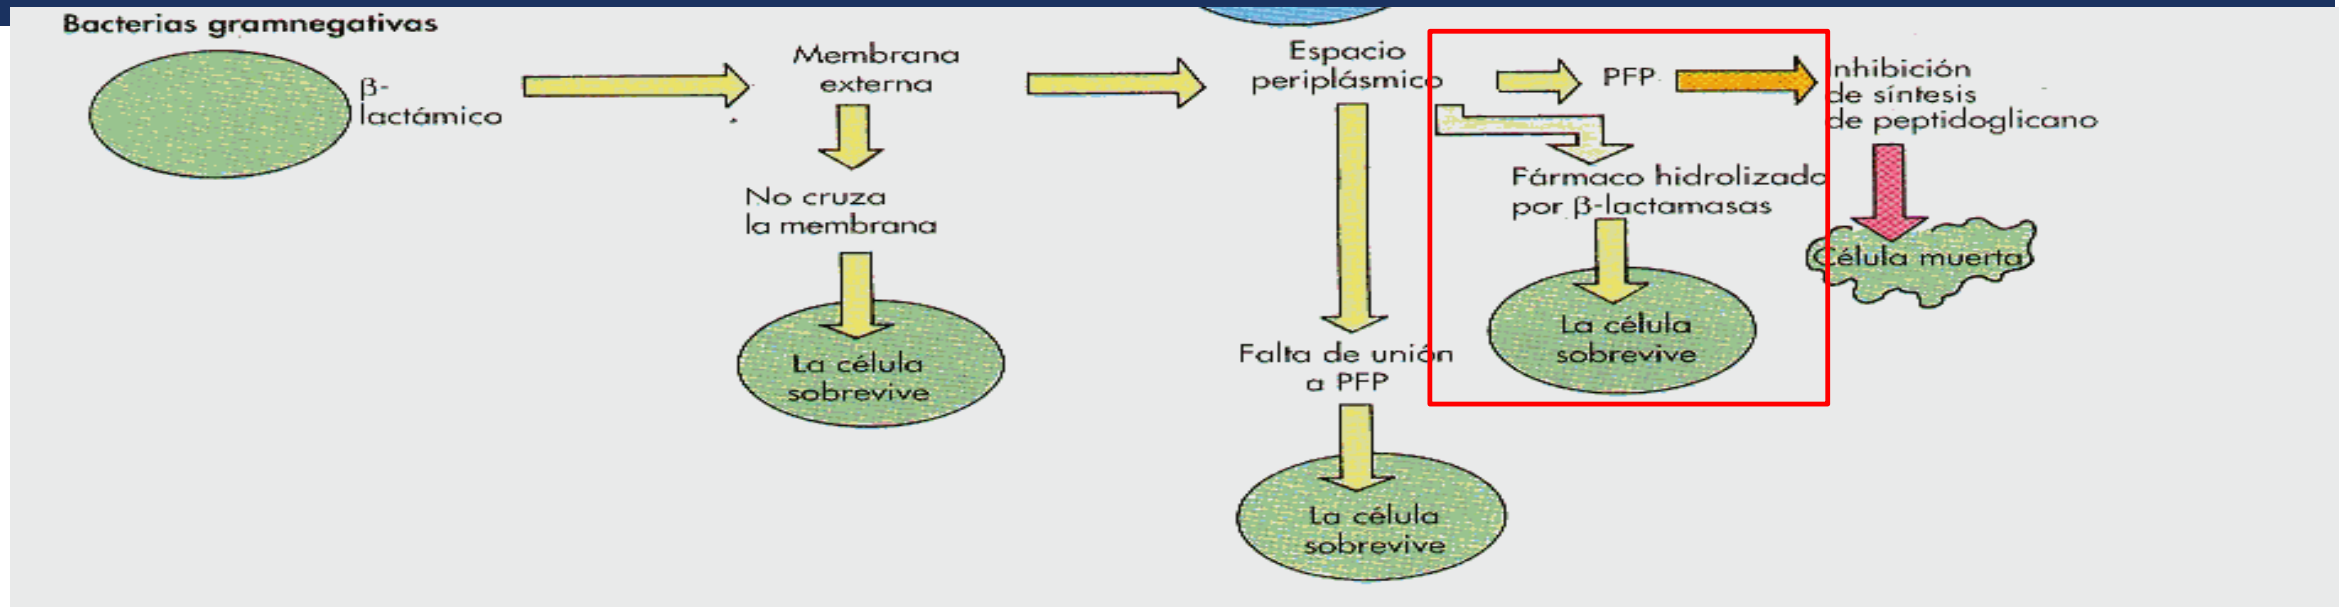 Bacterias gramnegativas
β-
lactámico
Membrana
externa
No cruza
la membrana
La célula
sobrevive
Espacio
periplásmico
Falta de unión
a PFP
La célula
sobrevive
PFP
Fármaco hidrolizado
por β-lactamasas
La célula
sobrevive
Inhibición
de síntesis
de peptidoglicano
Célula muerta